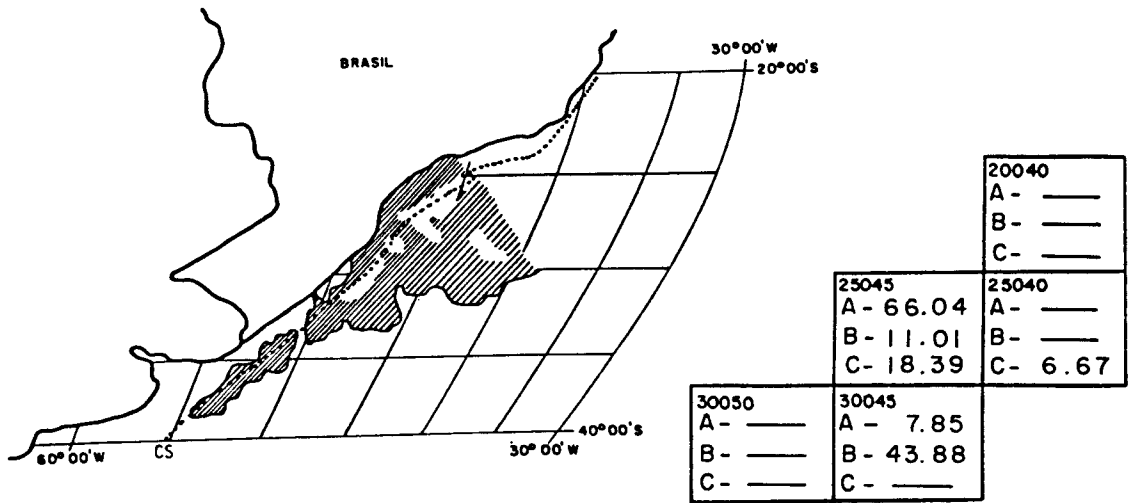 BRASIL
30°00'W
20°00'S
60°00'W
CS
30°00'W
40°00'S
20040
A- ——
B- ——
C- ——
25045
A- 66.04
B- 11.01
C- 18.39
25040
A- ——
B- ——
C- 6.67
30050
A- ——
B- ——
C- ——
30045
A- 7.85
B- 43.88
C- ——